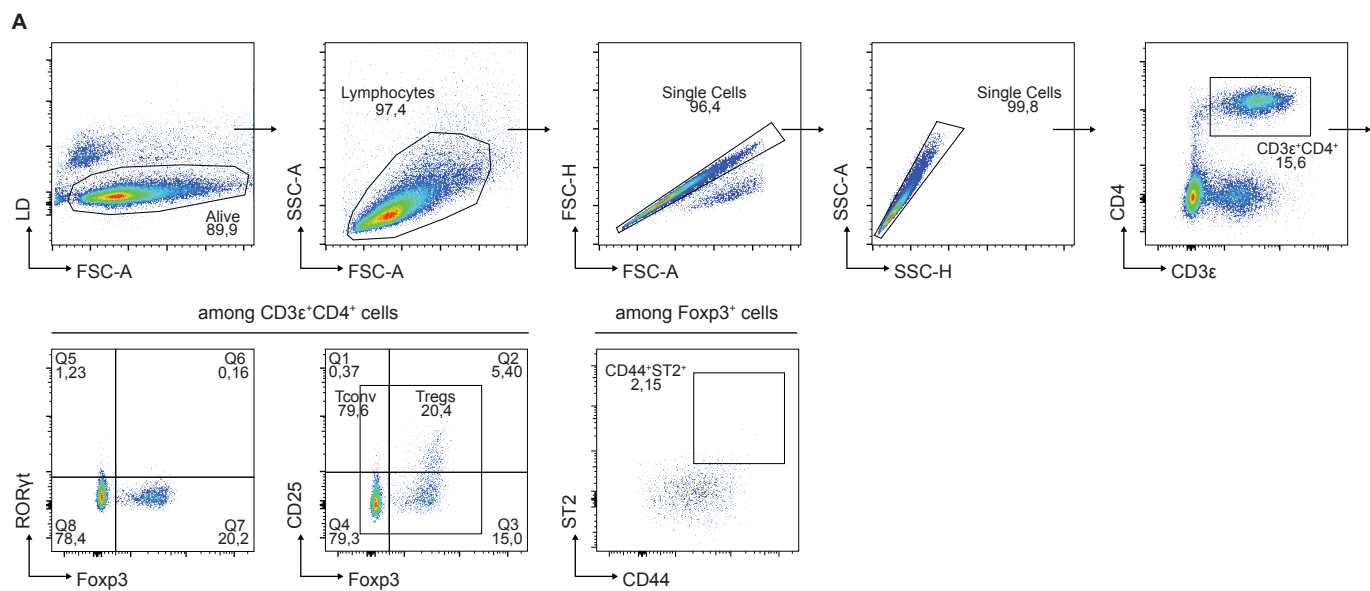 A
LD
Alive
89,9
FSC-A
SSC-A
Lymphocytes
97,4
FSC-A
FSC-H
Single Cells
96,4
FSC-A
SSC-A
Single Cells
99,8
SSC-H
CD4
CD3ε⁺CD4⁺
15,6
CD3ε
among CD3ε⁺CD4⁺ cells
among Foxp3⁺ cells
RORγt
Q5
1,23
Q6
0,16
Q8
78,4
Q7
20,2
Foxp3
CD25
Q1
0,37
Q2
5,40
Tconv
79,6
Tregs
20,4
Q4
79,3
Q3
15,0
Foxp3
ST2
CD44⁺ST2⁺
2,15
CD44